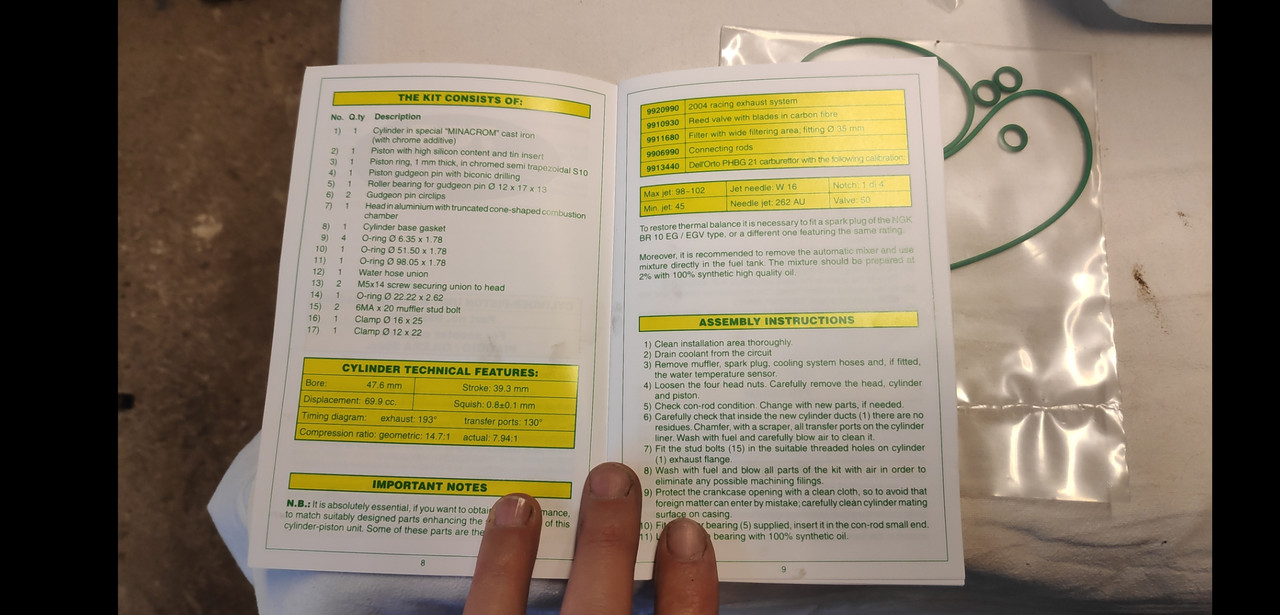 THE KIT CONSISTS OF:
No. Q.ty Description
1) 1 Cylinder in special "MINACROM" cast iron
(with chrome additive)
2) 1 Piston with high silicon content and tin insert
3) 1 Piston ring, 1 mm thick, in chromed semi trapezoidal S10
4) 1 Piston gudgeon pin with biconic drilling
5) 1 Roller bearing for gudgeon pin Ø 12 x 17 x 13
6) 2 Gudgeon pin circlips
7) 1 Head in aluminium with truncated cone-shaped combustion
chamber
8) 1 Cylinder base gasket
9) 4 O-ring Ø 6.35 x 1.78
10) 1 O-ring Ø 51.50 x 1.78
11) 1 O-ring Ø 98.05 x 1.78
12) 1 Water hose union
13) 2 M5x14 screw securing union to head
14) 1 O-ring Ø 22.22 x 2.62
15) 2 6MA x 20 muffler stud bolt
16) 1 Clamp Ø 16 x 25
17) 1 Clamp Ø 12 x 22
CYLINDER TECHNICAL FEATURES:
Bore: 47.6 mm Stroke: 39.3 mm
Displacement: 69.9 cc. Squish: 0.8±0.1 mm
Timing diagram: exhaust: 193° transfer ports: 130°
Compression ratio: geometric: 14.7:1 actual: 7.94:1
IMPORTANT NOTES
N.B.: It is absolutely essential, if you want to obtain mance,
to match suitably designed parts enhancing the of this
cylinder-piston unit. Some of these parts are the
8
9920990 2004 racing exhaust system
9910930 Reed valve with blades in carbon fibre
9911680 Filter with wide filtering area; fitting Ø 35 mm
9906990 Connecting rods
9913440 Dell'Orto PHBG 21 carburettor with the following calibration:
Max jet: 98–102 Jet needle: W 16 Notch: 1 di 4
Min. jet: 45 Needle jet: 262 AU Valve: 50
To restore thermal balance it is necessary to fit a spark plug of the NGK
BR 10 EG / EGV type, or a different one featuring the same rating.
Moreover, it is recommended to remove the automatic mixer and use
mixture directly in the fuel tank. The mixture should be prepared at
2% with 100% synthetic high quality oil.
ASSEMBLY INSTRUCTIONS
1) Clean installation area thoroughly.
2) Drain coolant from the circuit
3) Remove muffler, spark plug, cooling system hoses and, if fitted,
the water temperature sensor.
4) Loosen the four head nuts. Carefully remove the head, cylinder
and piston.
5) Check con-rod condition. Change with new parts, if needed.
6) Carefully check that inside the new cylinder ducts (1) there are no
residues. Chamfer, with a scraper, all transfer ports on the cylinder
liner. Wash with fuel and carefully blow air to clean it.
7) Fit the stud bolts (15) in the suitable threaded holes on cylinder
(1) exhaust flange.
8) Wash with fuel and blow all parts of the kit with air in order to
eliminate any possible machining filings.
9) Protect the crankcase opening with a clean cloth, so to avoid that
foreign matter can enter by mistake; carefully clean cylinder mating
surface on casing.
10) Fit bearing (5) supplied, insert it in the con-rod small end.
11) bearing with 100% synthetic oil.
9